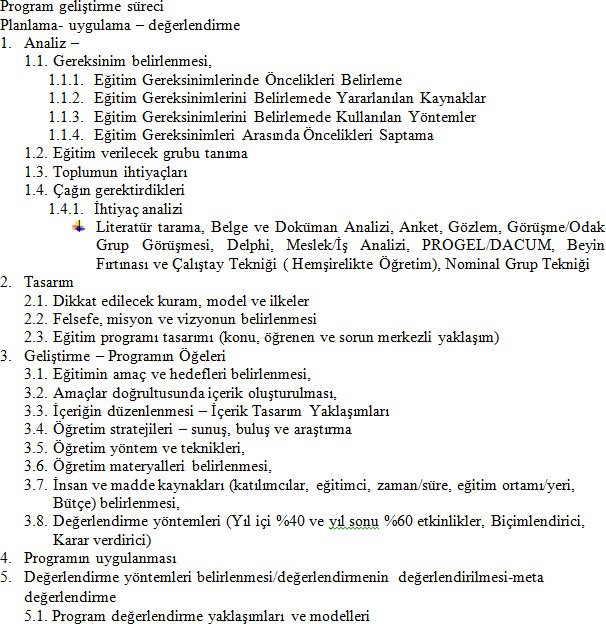 Program geliştirme süreci
Planlama- uygulama – değerlendirme
1. Analiz –
1.1. Gereksinim belirlenmesi,
1.1.1. Eğitim Gereksinimlerinde Öncelikleri Belirleme
1.1.2. Eğitim Gereksinimlerini Belirlemede Yararlanılan Kaynaklar
1.1.3. Eğitim Gereksinimlerini Belirlemede Kullanılan Yöntemler
1.1.4. Eğitim Gereksinimleri Arasında Öncelikleri Saptama
1.2. Eğitim verilecek grubu tanıma
1.3. Toplumun ihtiyaçları
1.4. Çağın gerektirdikleri
1.4.1. İhtiyaç analizi
Literatür tarama, Belge ve Doküman Analizi, Anket, Gözlem, Görüşme/Odak
Grup Görüşmesi, Delphi, Meslek/İş Analizi, PROGEL/DACUM, Beyin
Fırtınası ve Çalıştay Tekniği ( Hemşirelikte Öğretim), Nominal Grup Tekniği
2. Tasarım
2.1. Dikkat edilecek kuram, model ve ilkeler
2.2. Felsefe, misyon ve vizyonun belirlenmesi
2.3. Eğitim programı tasarımı (konu, öğrenen ve sorun merkezli yaklaşım)
3. Geliştirme – Programın Öğeleri
3.1. Eğitimin amaç ve hedefleri belirlenmesi,
3.2. Amaçlar doğrultusunda içerik oluşturulması,
3.3. İçeriğin düzenlenmesi – İçerik Tasarım Yaklaşımları
3.4. Öğretim stratejileri – sunuş, buluş ve araştırma
3.5. Öğretim yöntem ve teknikleri,
3.6. Öğretim materyalleri belirlenmesi,
3.7. İnsan ve madde kaynakları (katılımcılar, eğitimci, zaman/süre, eğitim ortamı/yeri,
Bütçe) belirlenmesi,
3.8. Değerlendirme yöntemleri (Yıl içi %40 ve yıl sonu %60 etkinlikler, Biçimlendirici,
Karar verdirici)
4. Programın uygulanması
5. Değerlendirme yöntemleri belirlenmesi/değerlendirmenin değerlendirilmesi-meta
değerlendirme
5.1. Program değerlendirme yaklaşımları ve modelleri